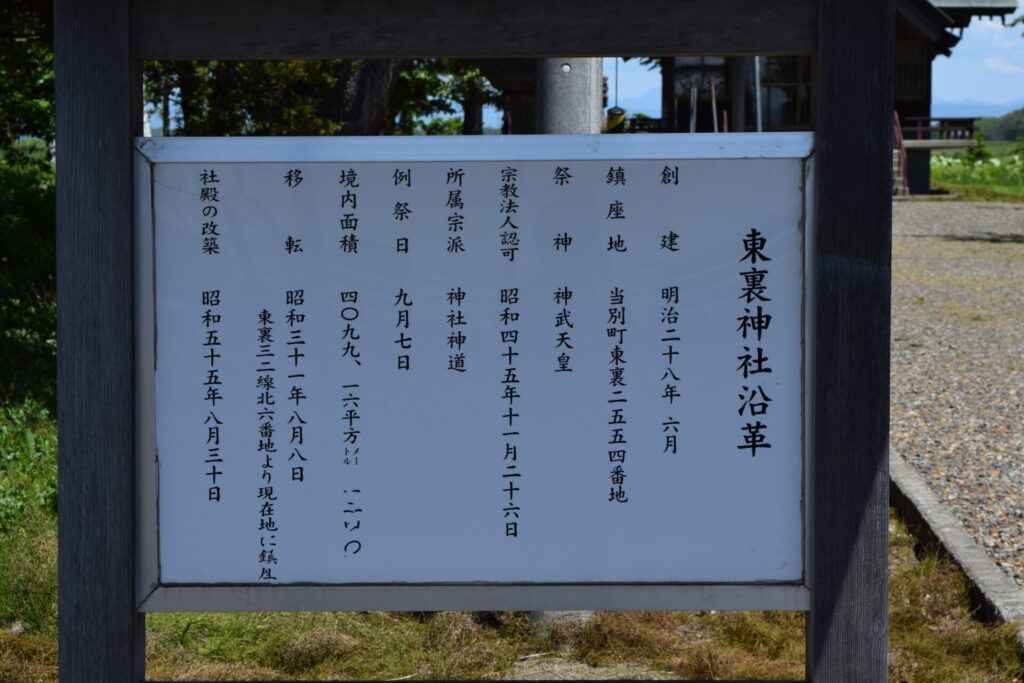 東裏神社沿革
創建 明治二十八年 六月
鎮座地 当別町東裏二五五四番地
祭神 神武天皇
宗教法人認可 昭和四十五年十一月二十六日
所属宗派 神社神道
例祭日 九月七日
境内面積 四〇九九、一六平方メートル
移転 昭和三十一年八月八日
東裏三二線北六番地より現在地に鎮座
社殿の改築 昭和五十五年八月三十日